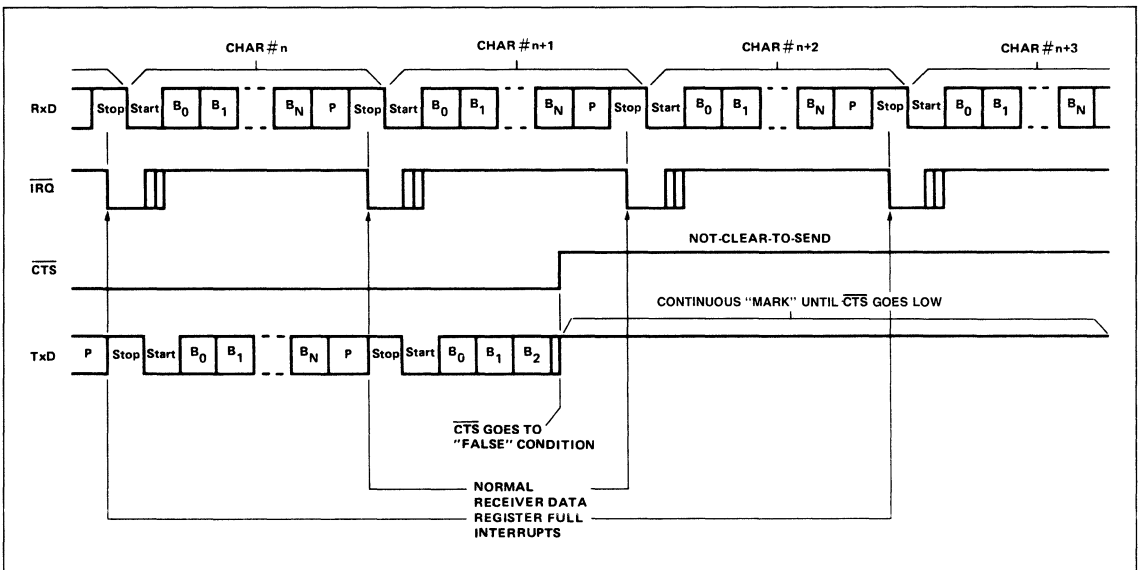 CHAR#n CHAR#n+1 CHAR#n+2 CHAR#n+3
RxD Stop Start B0 B1 BN P Stop Start B0 B1 BN P Stop Start B0 B1 BN P Stop Start B0 B1 BN
IRQ
NOT-CLEAR-TO-SEND
CTS
CONTINUOUS "MARK" UNTIL CTS GOES LOW
TxD P Stop Start B0 B1 BN P Stop Start B0 B1 B2
CTS GOES TO
"FALSE" CONDITION
NORMAL
RECEIVER DATA
REGISTER FULL
INTERRUPTS